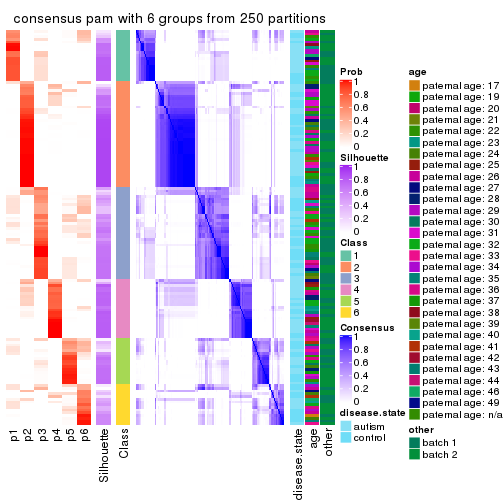 consensus pam with 6 groups from 250 partitions
p1
p2
p3
p4
p5
p6
Silhouette
Class
disease.state
age
other
Prob
1
0.8
0.6
0.4
0.2
0
Silhouette
1
0.8
0.6
0.4
0.2
0
Class
1
2
3
4
5
6
Consensus
1
0.8
0.6
0.4
0.2
0
disease.state
autism
control
age
paternal age: 17
paternal age: 19
paternal age: 20
paternal age: 21
paternal age: 22
paternal age: 23
paternal age: 24
paternal age: 25
paternal age: 26
paternal age: 27
paternal age: 28
paternal age: 29
paternal age: 30
paternal age: 31
paternal age: 32
paternal age: 33
paternal age: 34
paternal age: 35
paternal age: 36
paternal age: 37
paternal age: 38
paternal age: 39
paternal age: 40
paternal age: 41
paternal age: 42
paternal age: 43
paternal age: 44
paternal age: 46
paternal age: 49
paternal age: n/a
other
batch 1
batch 2